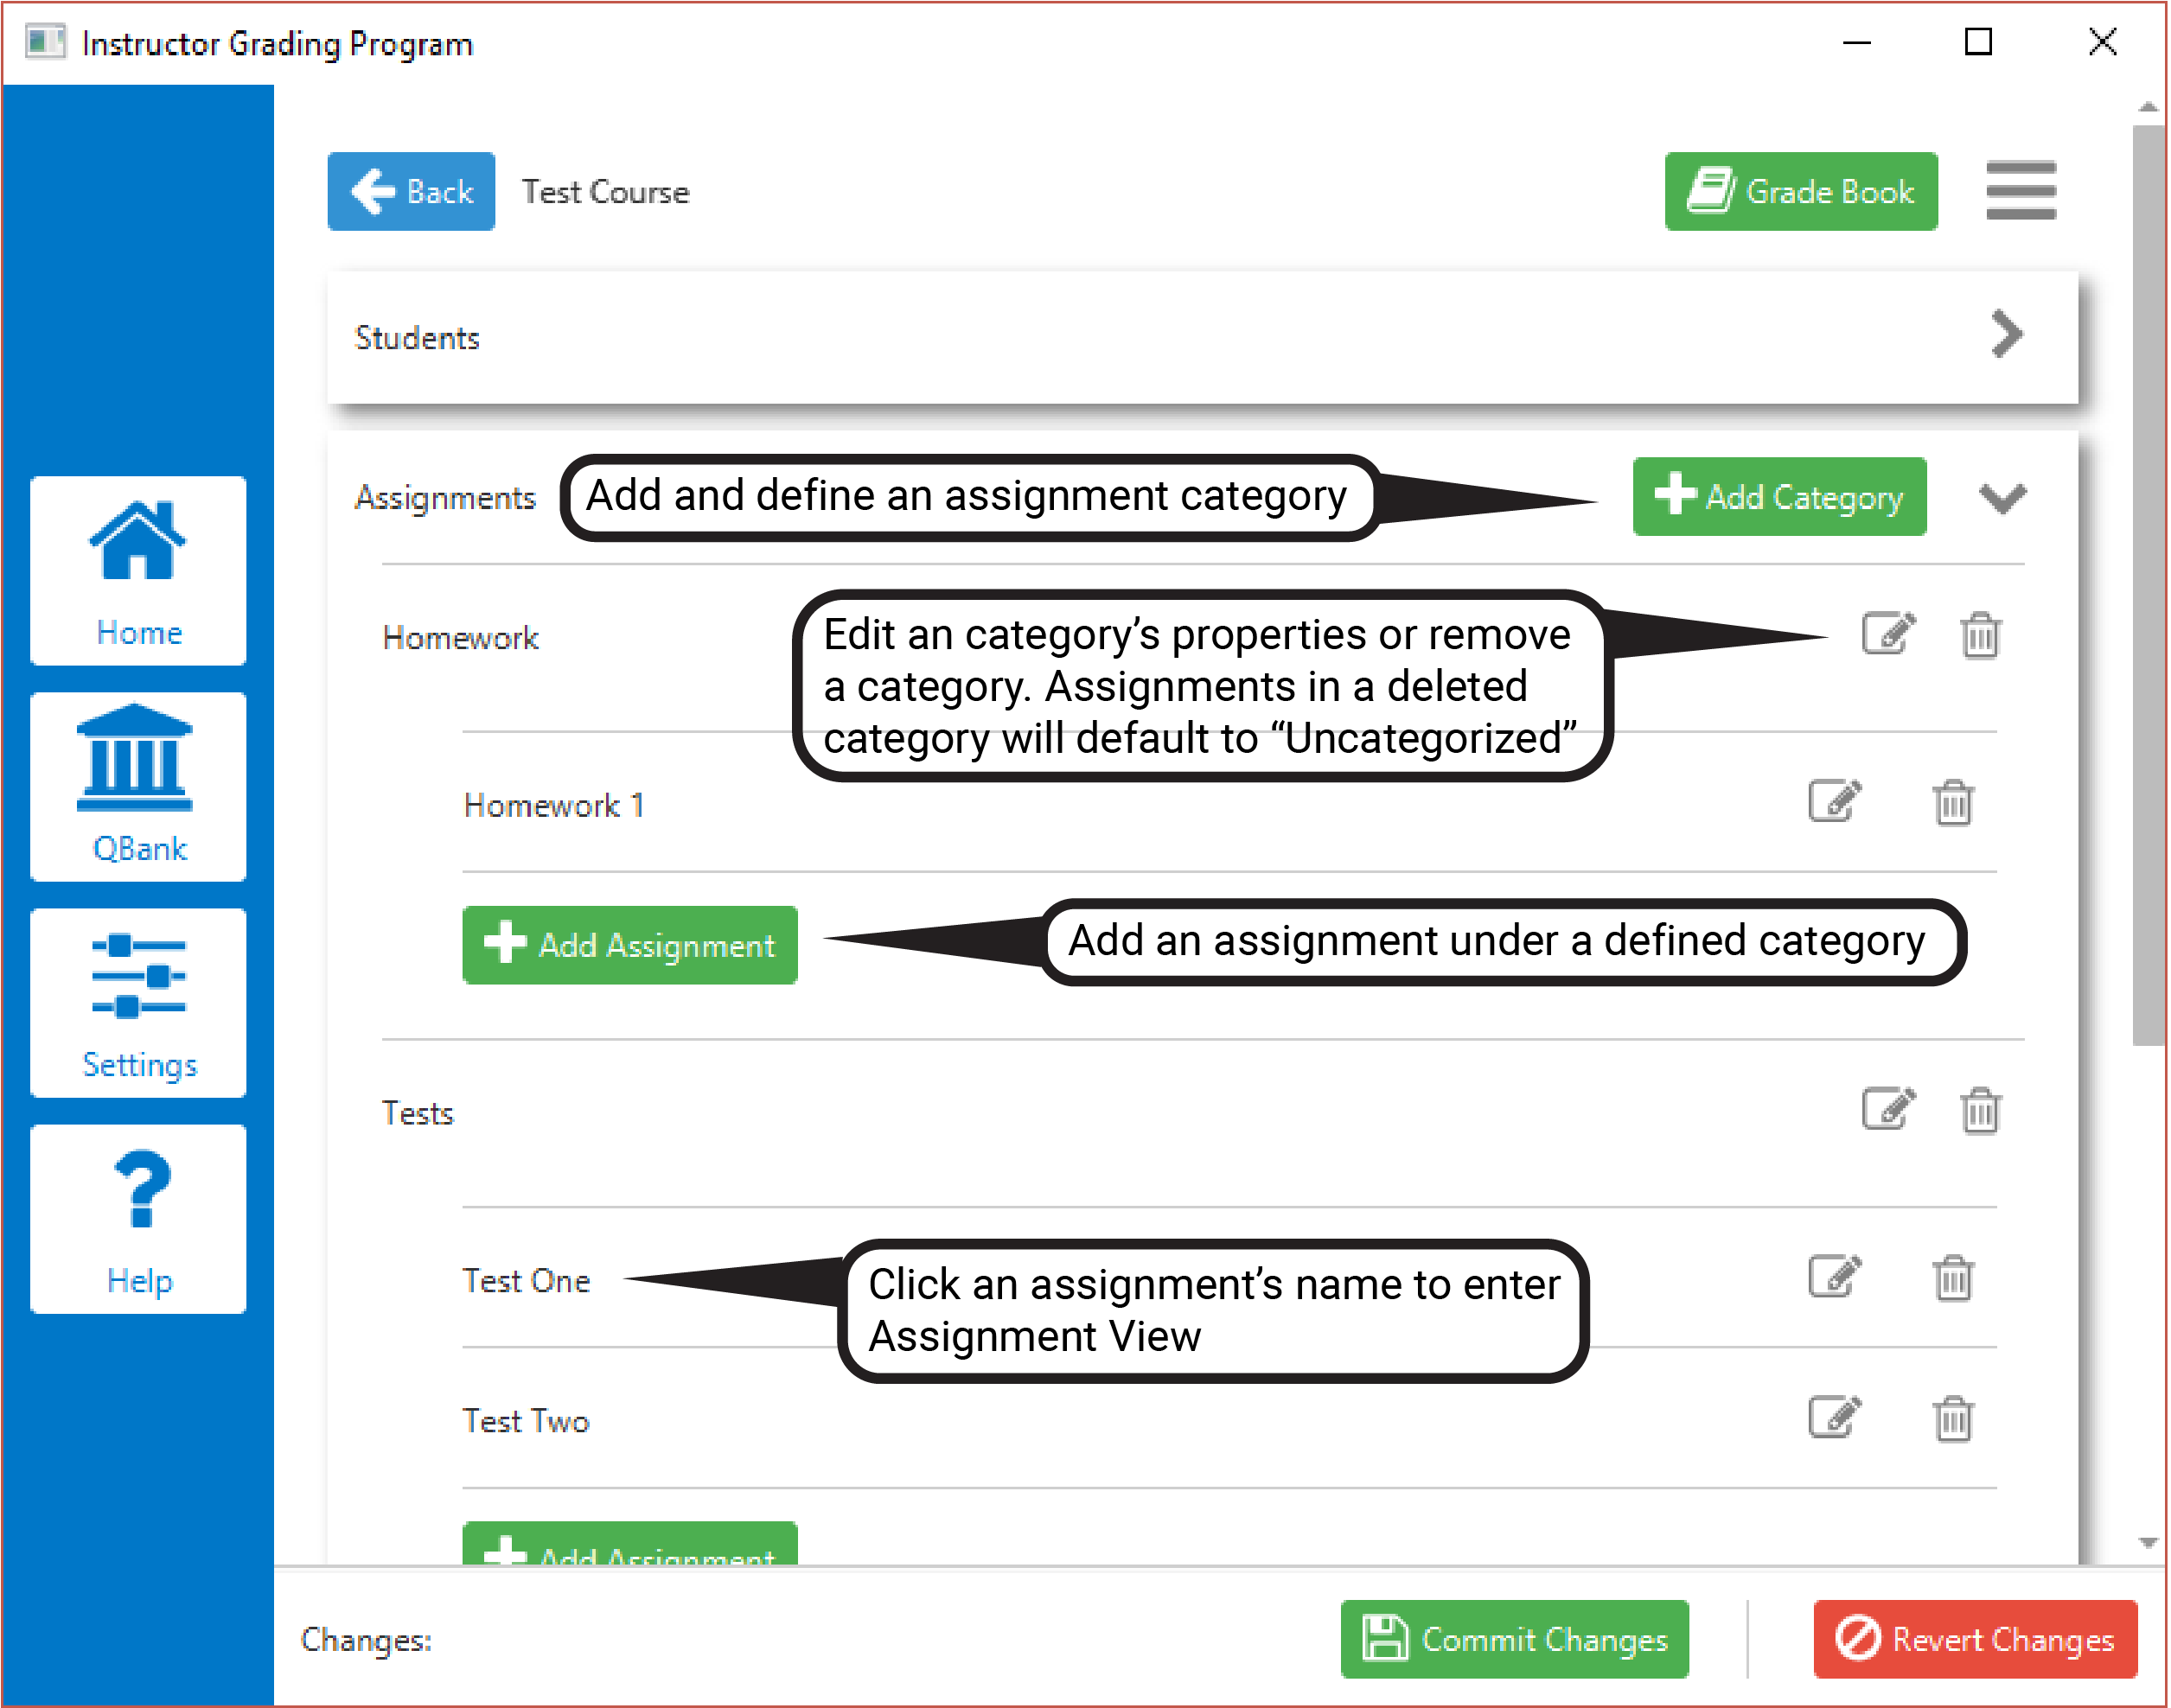 Instructor Grading Program
Back
Test Course
Grade Book
Students
Assignments
Add and define an assignment category
Add Category
Homework
Edit an category’s properties or remove
a category. Assignments in a deleted
category will default to “Uncategorized”
Homework 1
Add Assignment
Add an assignment under a defined category
Tests
Test One
Click an assignment’s name to enter
Assignment View
Test Two
Add Assignment
Home
QBank
Settings
Help
Changes:
Commit Changes
Revert Changes